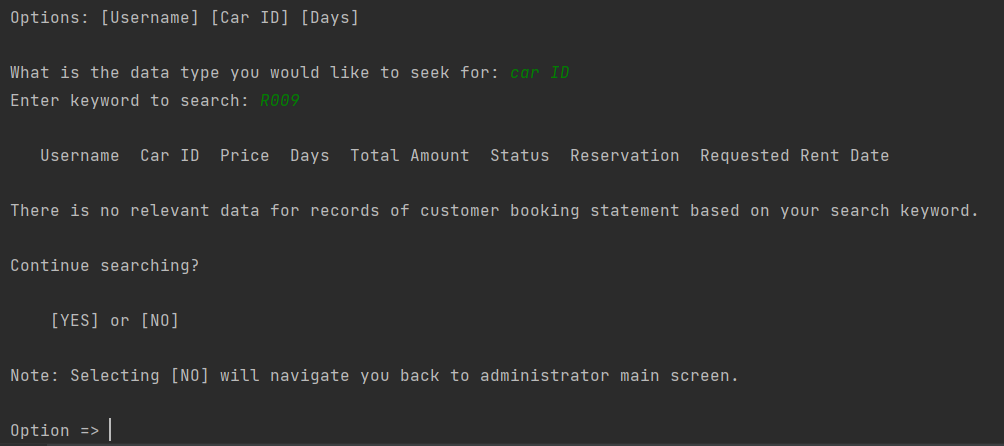 Options: [Username] [Car ID] [Days]
What is the data type you would like to seek for: car ID
Enter keyword to search: R009
Username  Car ID  Price  Days  Total Amount  Status  Reservation  Requested Rent Date
There is no relevant data for records of customer booking statement based on your search keyword.
Continue searching?
[YES] or [NO]
Note: Selecting [NO] will navigate you back to administrator main screen.
Option =>